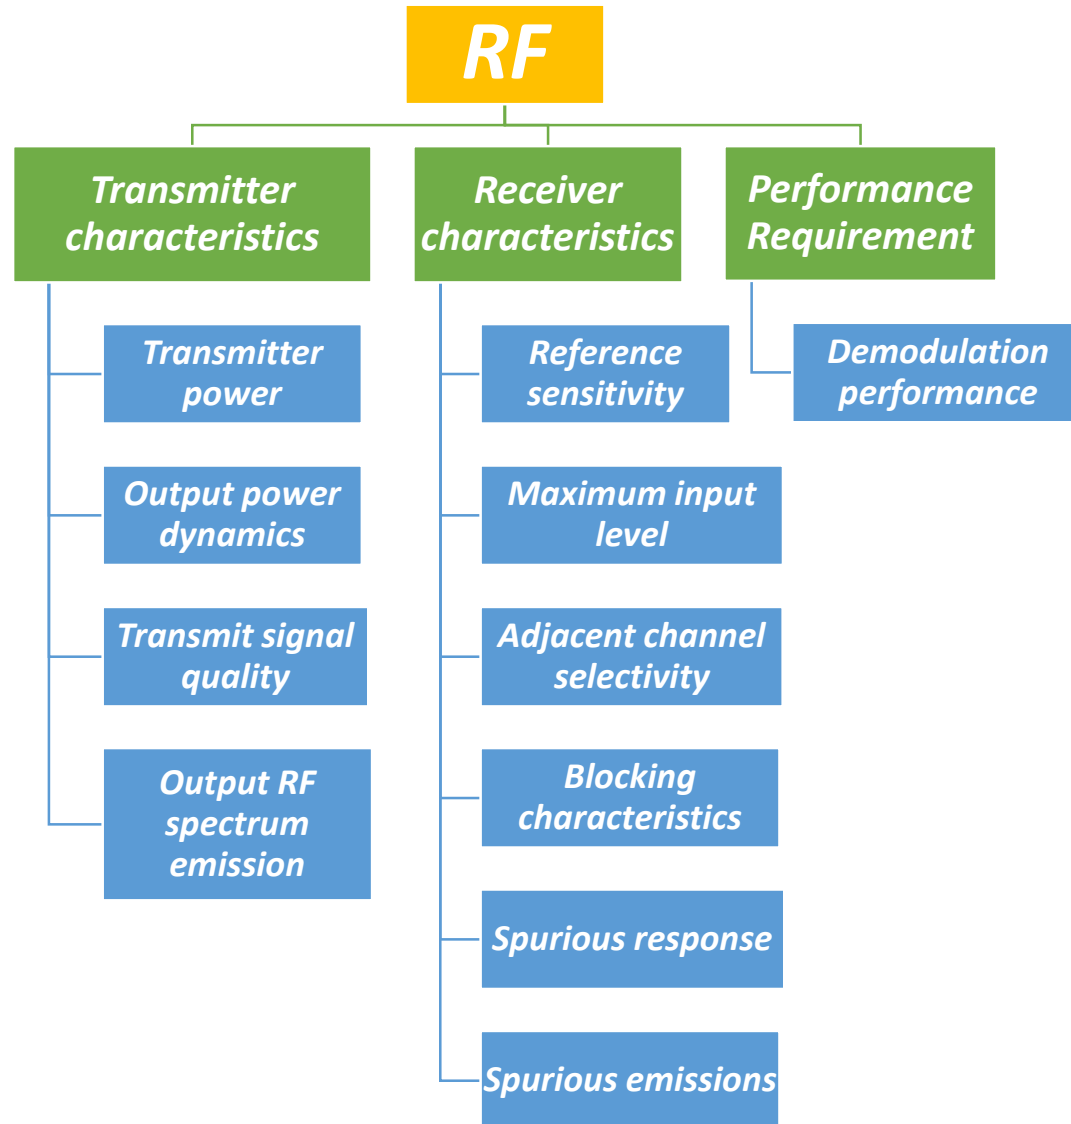 RF
Transmitter
characteristics
Receiver
characteristics
Performance
Requirement
Transmitter
power
Output power
dynamics
Transmit signal
quality
Output RF
spectrum
emission
Reference
sensitivity
Maximum input
level
Adjacent channel
selectivity
Blocking
characteristics
Spurious response
Spurious emissions
Demodulation
performance